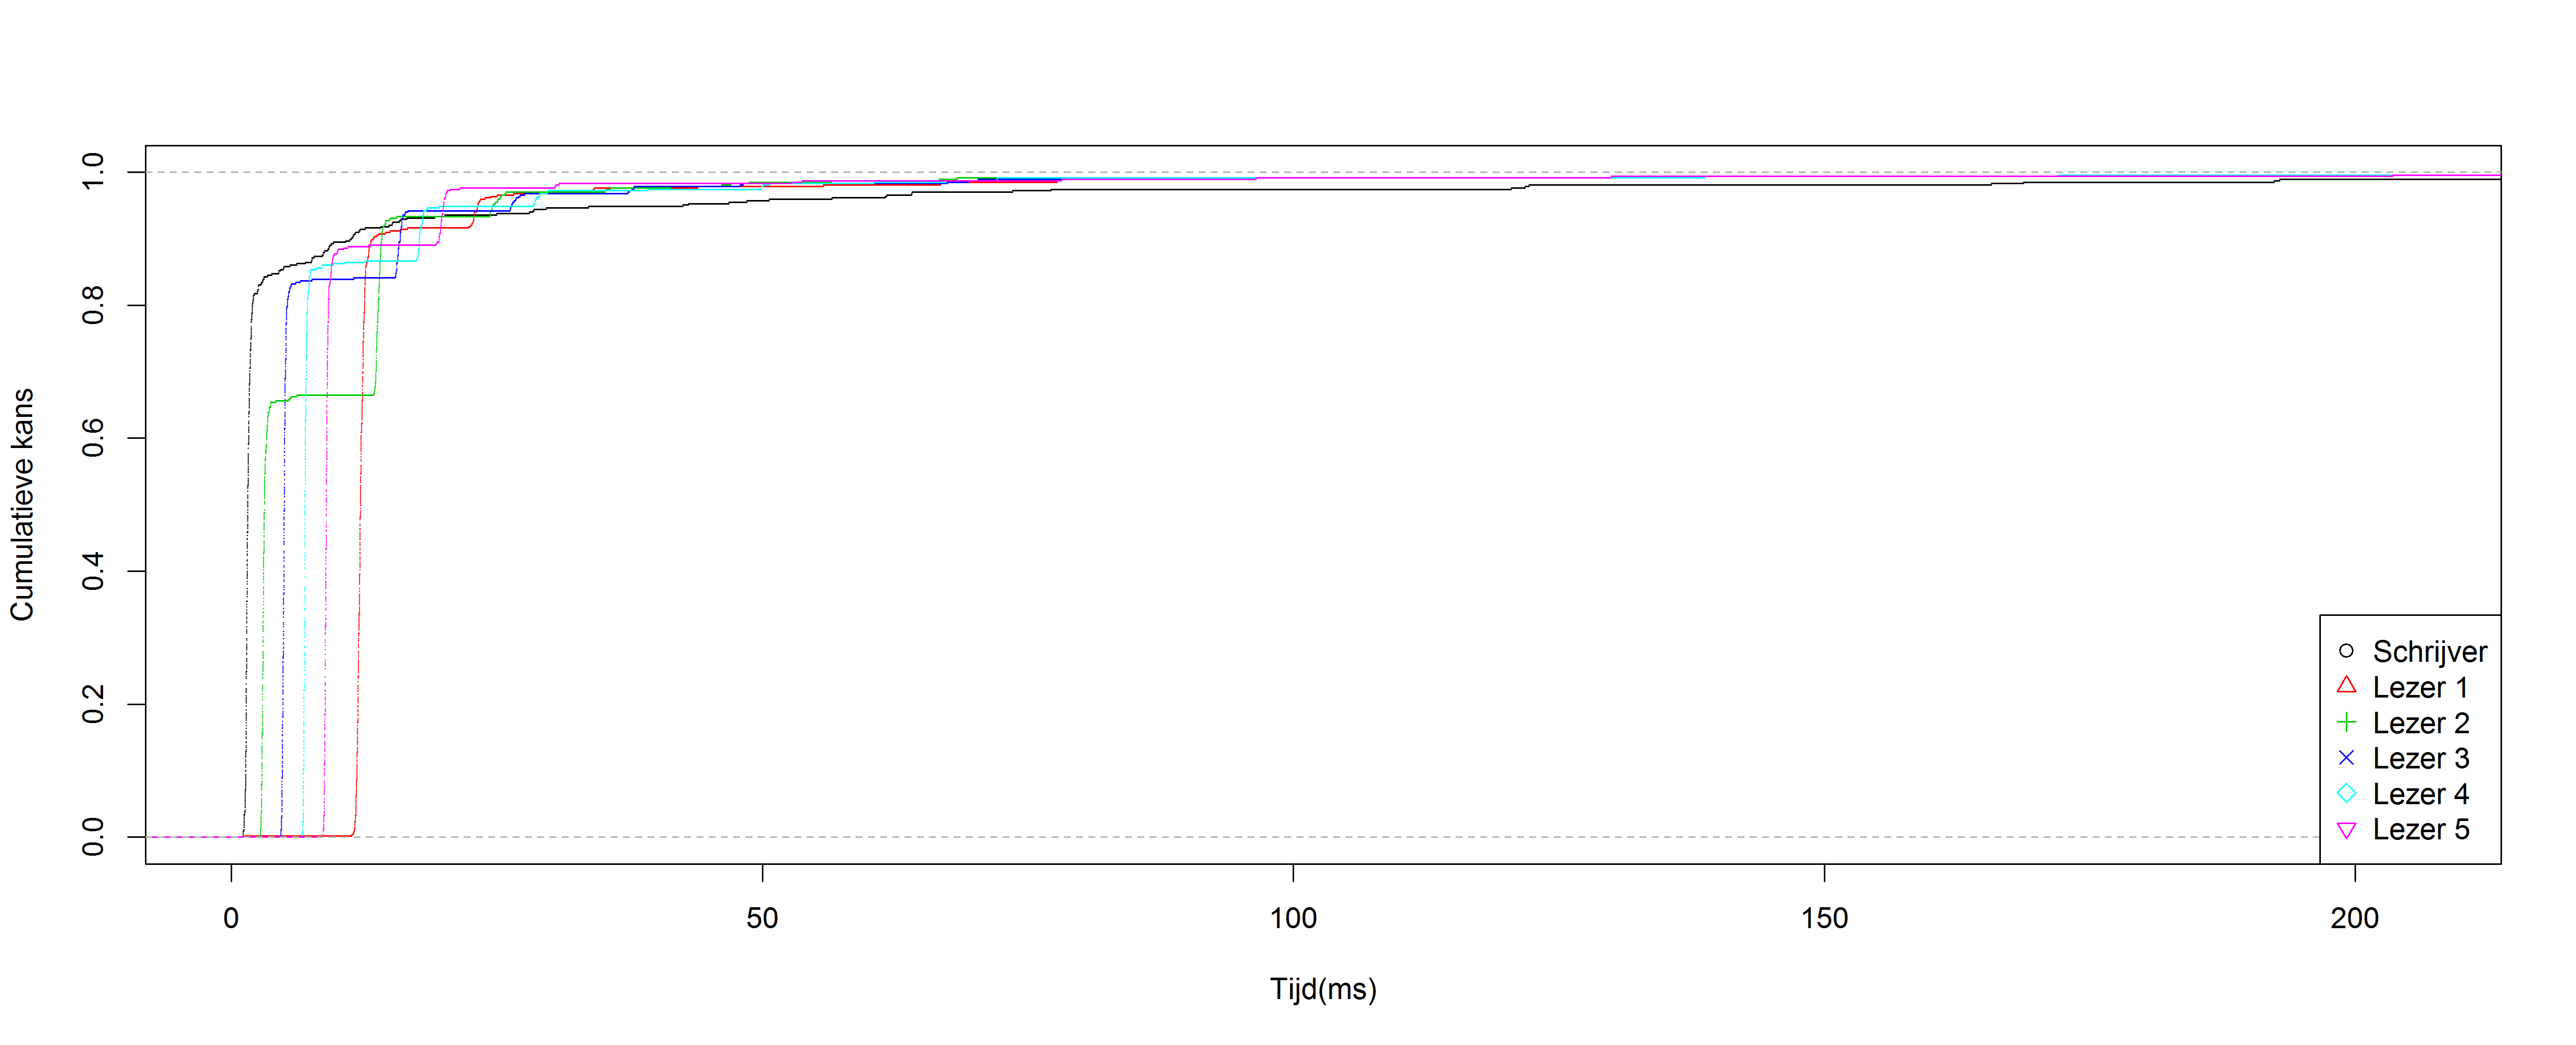 Cumulatieve kans
1.0
0.8
0.6
0.4
0.2
0.0
0 50 100 150 200
Tijd(ms)
Schrijver
Lezer 1
Lezer 2
Lezer 3
Lezer 4
Lezer 5